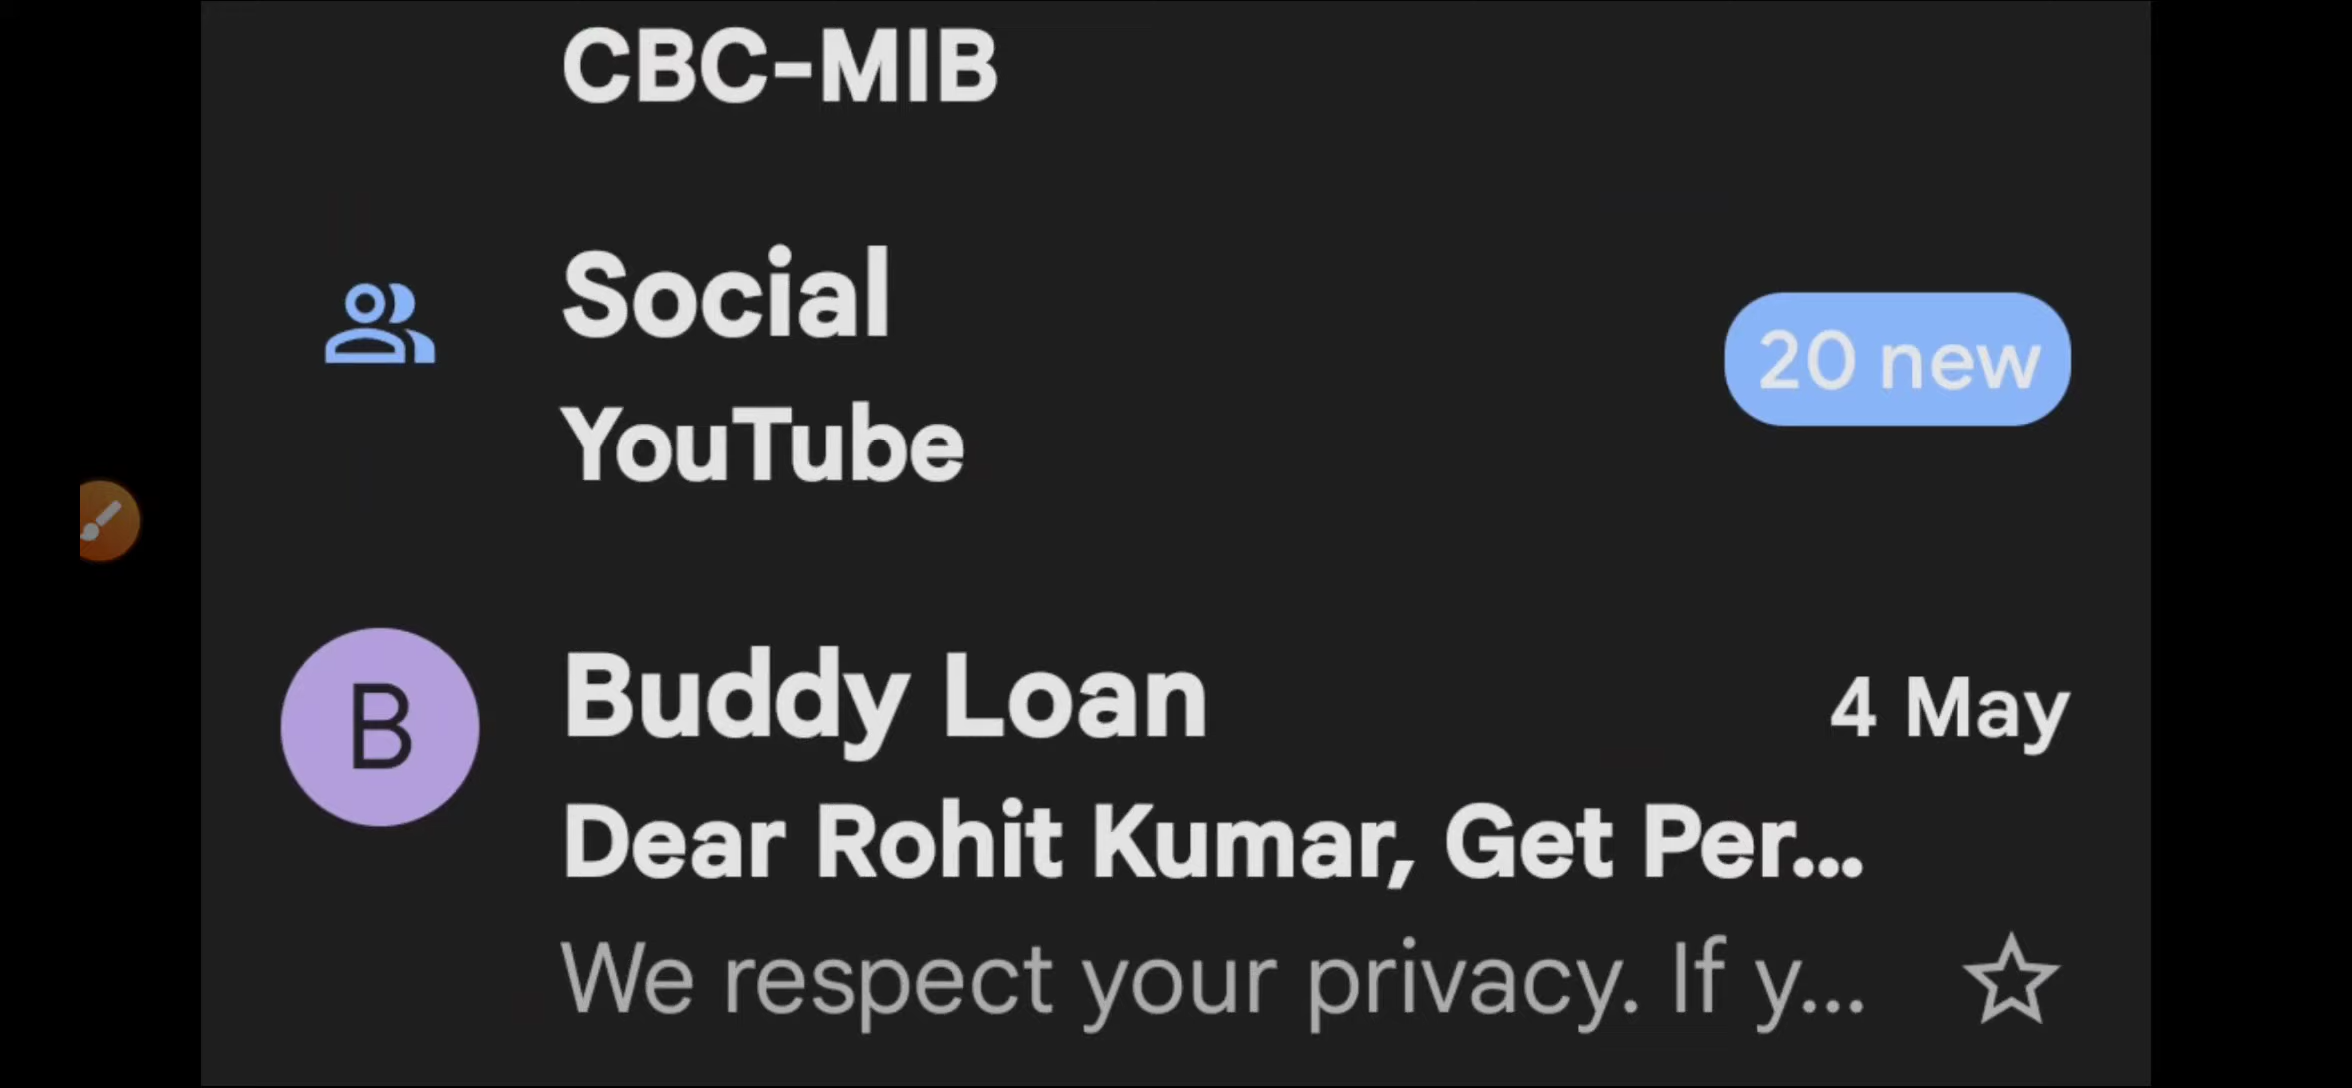 CBC-MIB
Social
20 new
YouTube
B
Buddy Loan
4 May
Dear Rohit Kumar, Get Per...
We respect your privacy. If y...